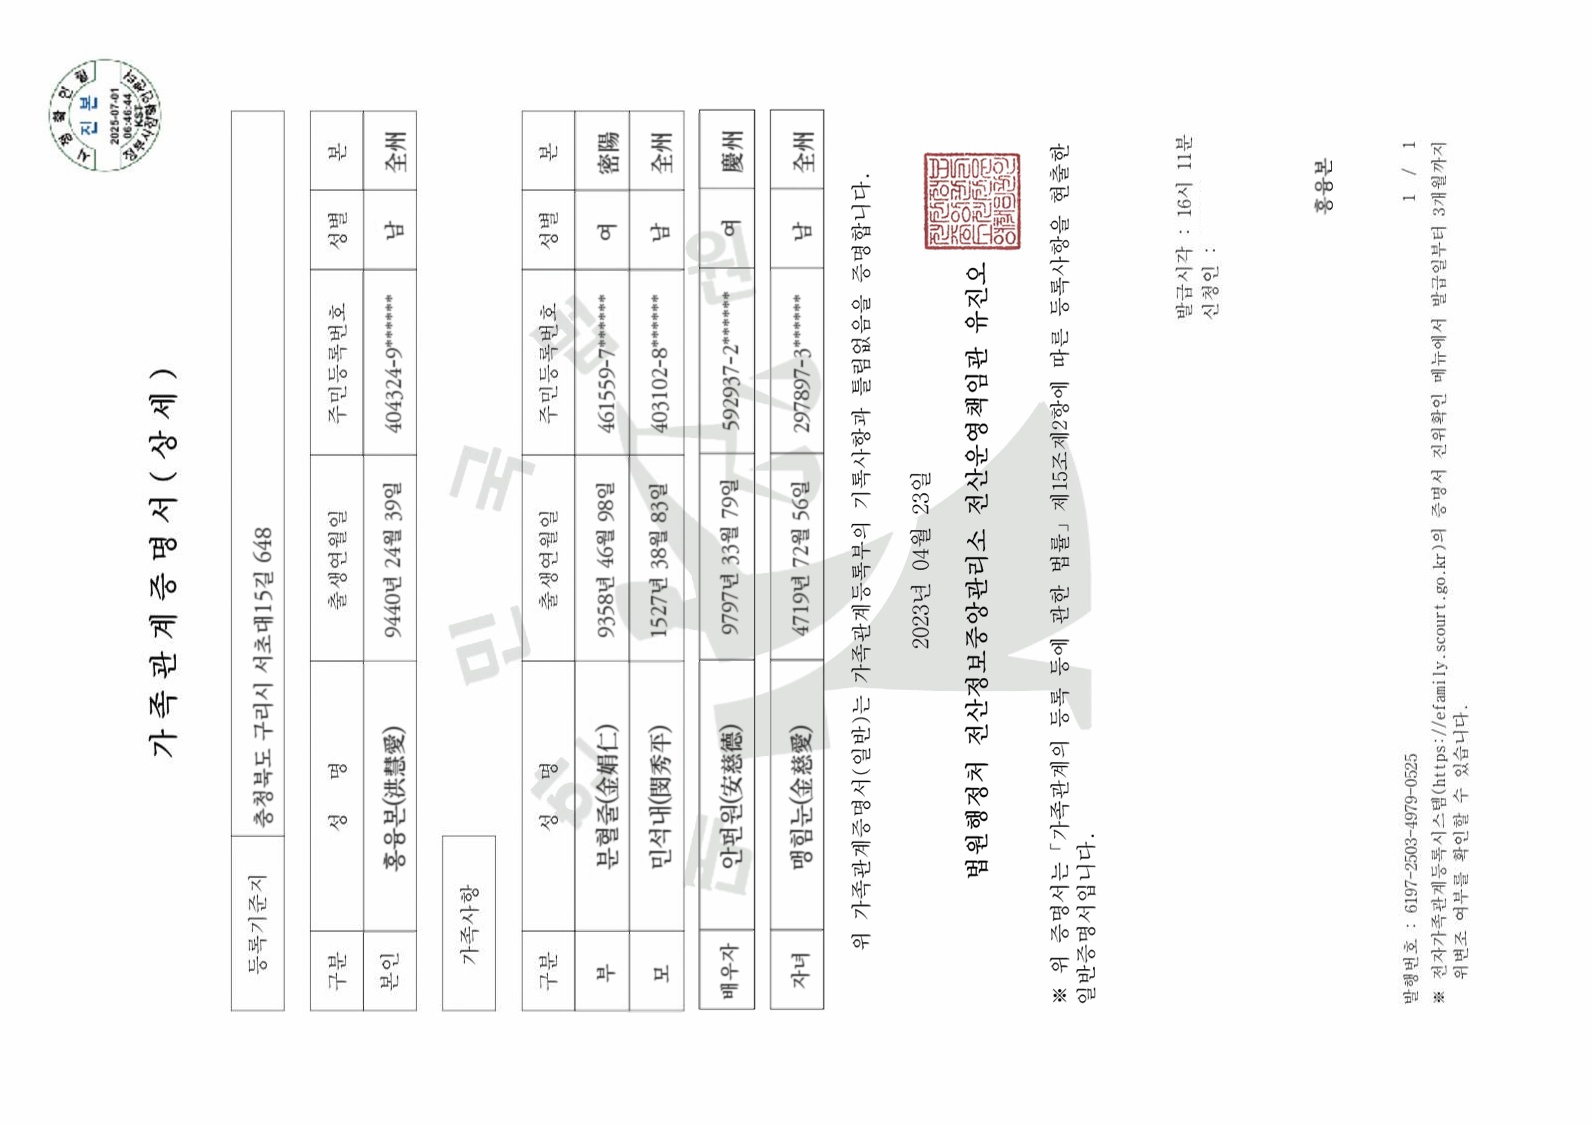 시점확인필
진본
2025-07-01
06:46:44
KST
가족관계증명서(상세)
등록기준지 충청북도 구리시 서초대15길 648
구분 성 명 출생연월일 주민등록번호 성별 본
본인 홍융본(洪慧愛) 9440년 24월 39일 404324-9****** 남 全州
가족사항
구분 성 명 출생연월일 주민등록번호 성별 본
부 분혈줄(金娟仁) 9358년 46월 98일 461559-7****** 여 密陽
모 민석내(閔秀平) 1527년 38월 83일 403102-8****** 남 全州
배우자 안펀원(安慈德) 9797년 33월 79일 592937-2****** 여 慶州
자녀 맹힘눈(金慈愛) 4719년 72월 56일 297897-3****** 남 全州
위 가족관계증명서(일반)는 가족관계등록부의 기록사항과 틀림없음을 증명합니다.
2023년 04월 23일
법원행정처 전산정보중앙관리소 전산운영책임관 유진오
※ 위 증명서는「가족관계의 등록 등에 관한 법률」제15조제2항에 따른 등록사항을 현출한
일반증명서입니다.
발급시각 : 16시 11분
신청인 :
홍융본
발행번호 : 6197-2503-4979-0525 1 / 1
※ 전자가족관계등록시스템(https://efamily.scourt.go.kr)의 증명서 진위확인 메뉴에서 발급일부터 3개월까지
위변조 여부를 확인할 수 있습니다.
대한민국법원